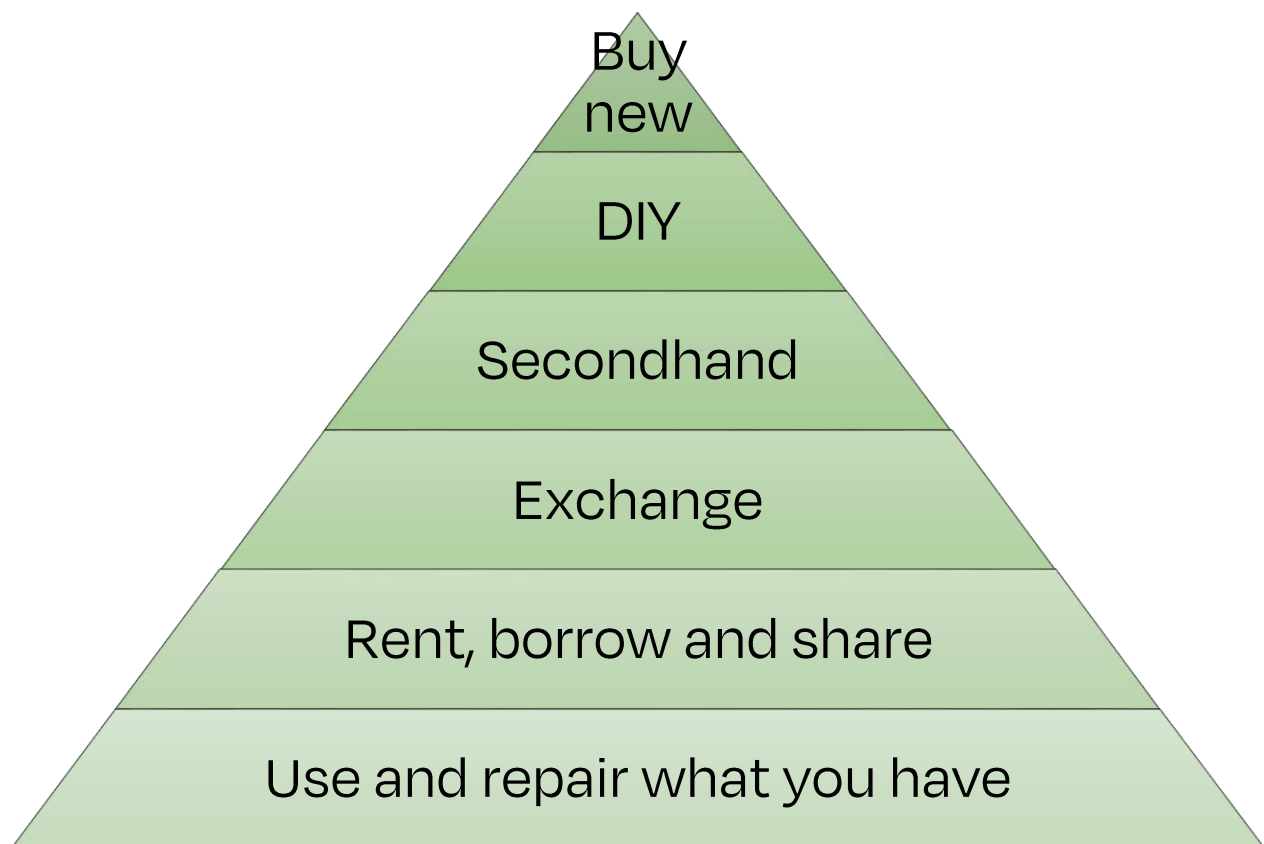 Buy
new
DIY
Secondhand
Exchange
Rent, borrow and share
Use and repair what you have